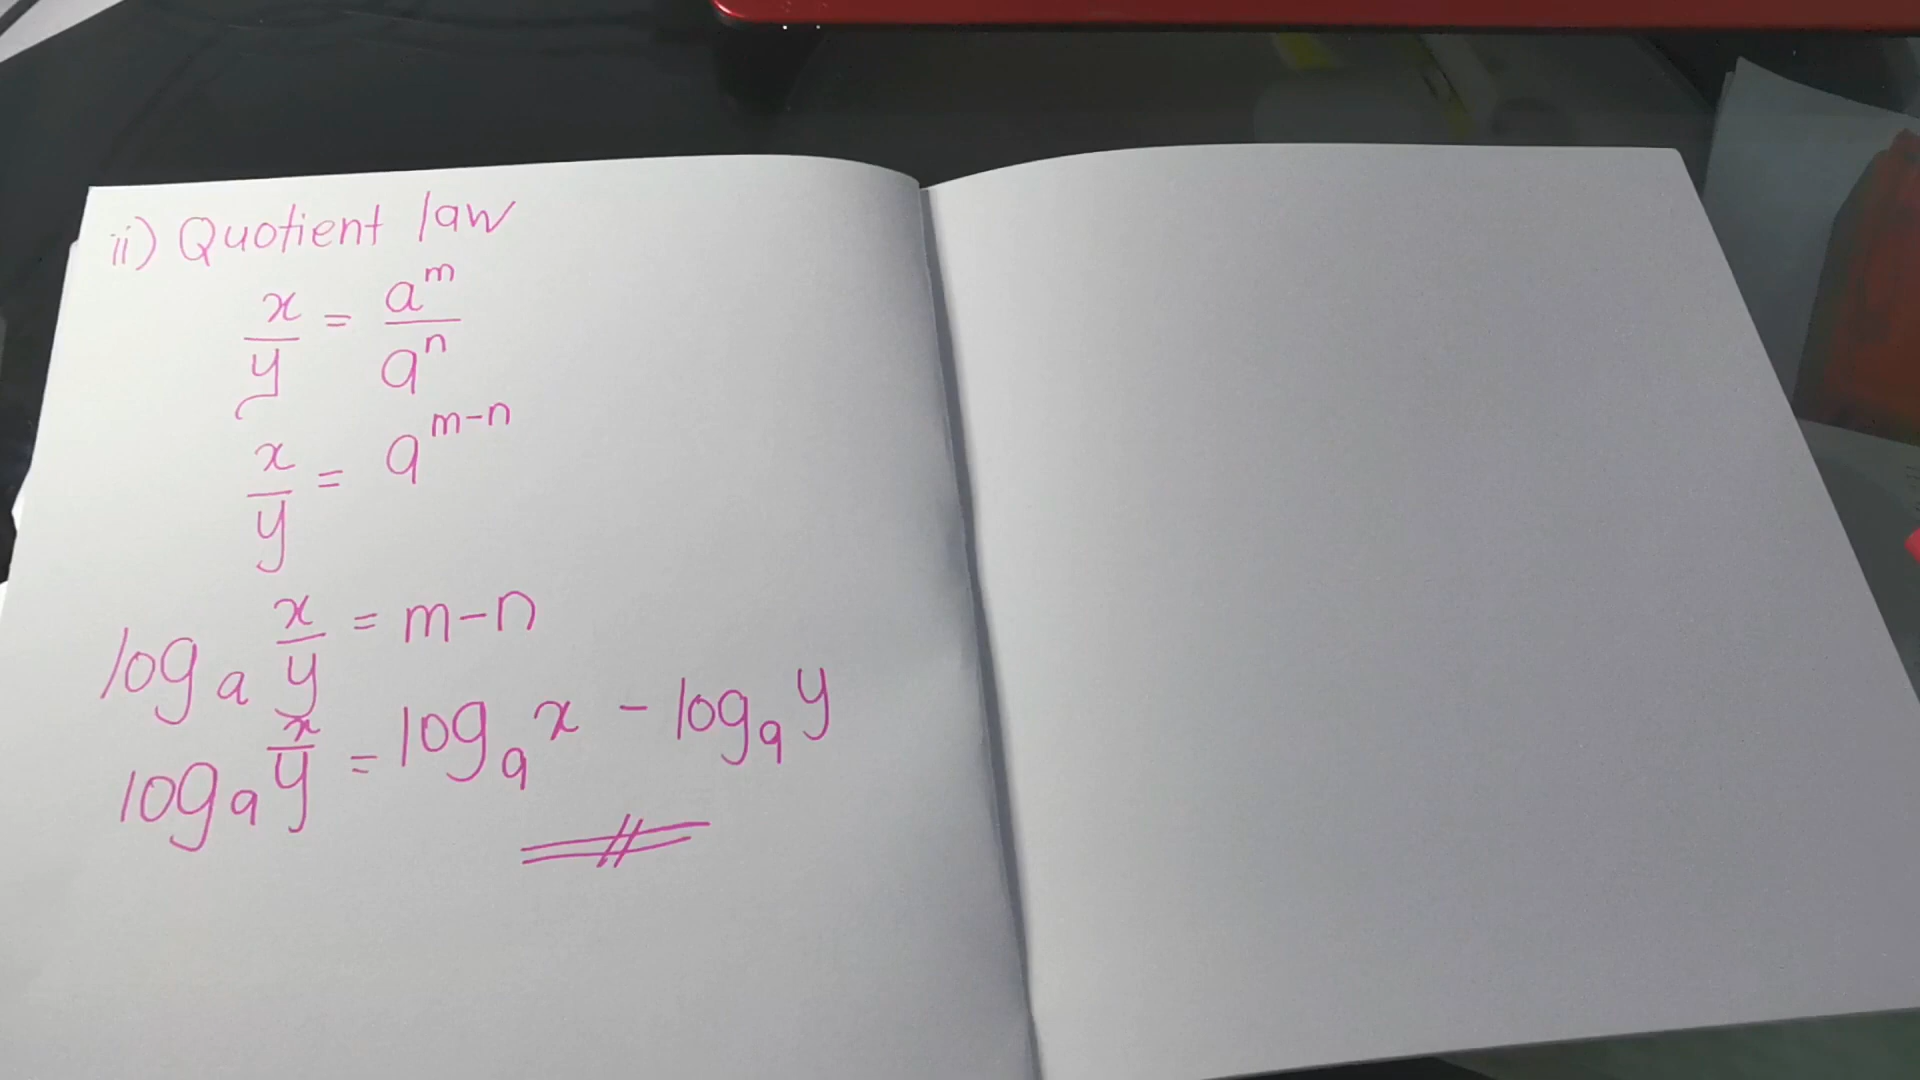 ii) Quotient law
x/y = a^m/a^n
x/y = a^(m-n)
log_a x/y = m-n
log_a x/y = log_a x - log_a y